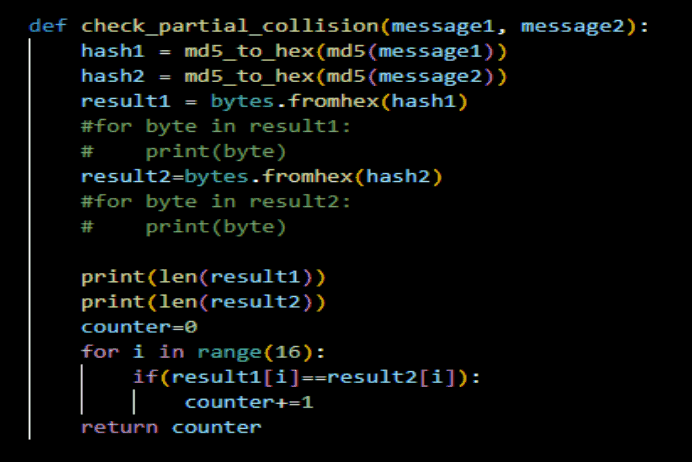 def check_partial_collision(message1, message2):
    hash1 = md5_to_hex(md5(message1))
    hash2 = md5_to_hex(md5(message2))
    result1 = bytes.fromhex(hash1)
    #for byte in result1:
    #    print(byte)
    result2=bytes.fromhex(hash2)
    #for byte in result2:
    #    print(byte)

    print(len(result1))
    print(len(result2))
    counter=0
    for i in range(16):
        if(result1[i]==result2[i]):
            counter+=1
    return counter